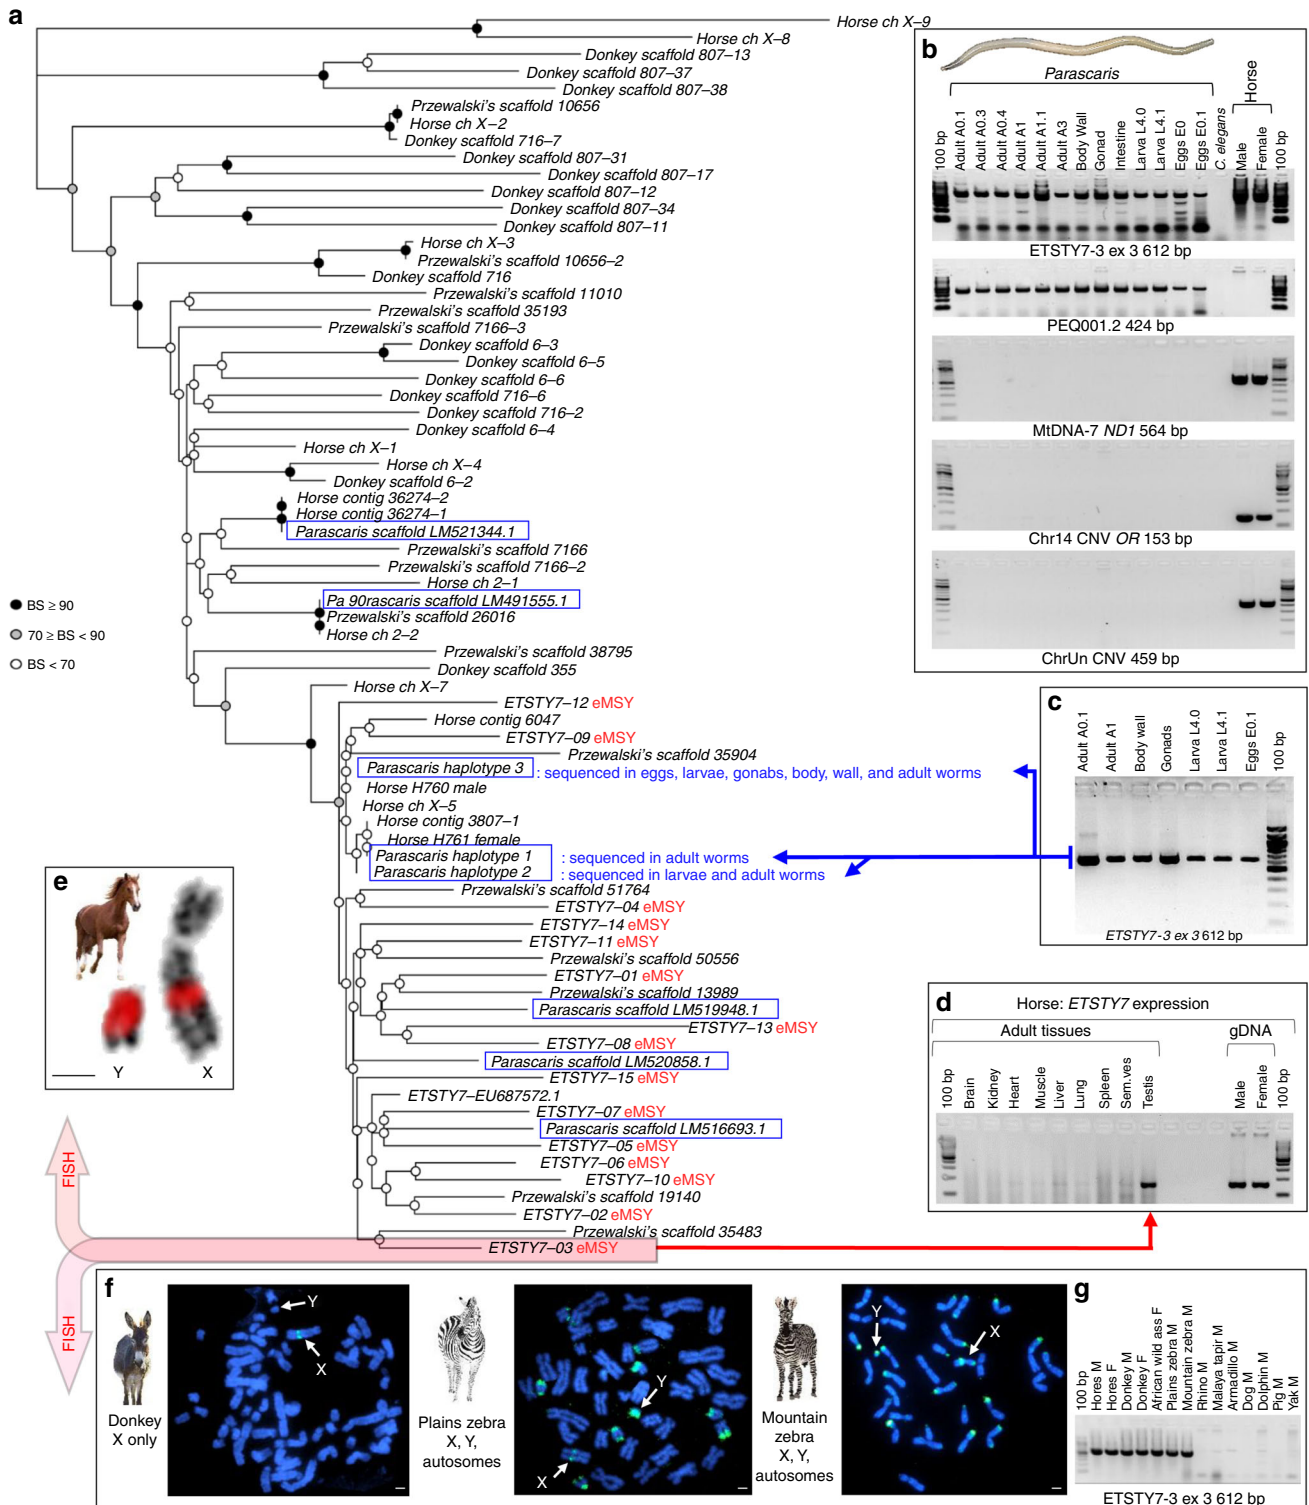 a
Horse ch X–9
Horse ch X–8
Donkey scaffold 807–13
Donkey scaffold 807–37
Donkey scaffold 807–38
Przewalski's scaffold 10656
Horse ch X–2
Donkey scaffold 716–7
Donkey scaffold 807–31
Donkey scaffold 807–17
Donkey scaffold 807–12
Donkey scaffold 807–34
Donkey scaffold 807–11
Horse ch X–3
Przewalski's scaffold 10656–2
Donkey scaffold 716
Przewalski's scaffold 11010
Przewalski's scaffold 35193
Przewalski's scaffold 7166–3
Donkey scaffold 6–3
Donkey scaffold 6–5
Donkey scaffold 6–6
Donkey scaffold 716–6
Donkey scaffold 716–2
Donkey scaffold 6–4
Horse ch X–1
Horse ch X–4
Donkey scaffold 6–2
Horse contig 36274–2
Horse contig 36274–1
Parascaris scaffold LM521344.1
Przewalski's scaffold 7166
Przewalski's scaffold 7166–2
Horse ch 2–1
Pa 90rascaris scaffold LM491555.1
Przewalski's scaffold 26016
Horse ch 2–2
Przewalski's scaffold 38795
Donkey scaffold 355
Horse ch X–7
ETSTY7–12 eMSY
Horse contig 6047
ETSTY7–09 eMSY
Przewalski's scaffold 35904
Parascaris haplotype 3 : sequenced in eggs, larvae, gonabs, body, wall, and adult worms
Horse H760 male
Horse ch X–5
Horse contig 3807–1
Horse H761 female
Parascaris haplotype 1 : sequenced in adult worms
Parascaris haplotype 2 : sequenced in larvae and adult worms
Przewalski's scaffold 51764
ETSTY7–04 eMSY
ETSTY7–14 eMSY
ETSTY7–11 eMSY
Przewalski's scaffold 50556
ETSTY7–01 eMSY
Przewalski's scaffold 13989
Parascaris scaffold LM519948.1
ETSTY7–13 eMSY
ETSTY7–08 eMSY
Parascaris scaffold LM520858.1
ETSTY7–15 eMSY
ETSTY7–EU687572.1
ETSTY7–07 eMSY
Parascaris scaffold LM516693.1
ETSTY7–05 eMSY
ETSTY7–06 eMSY
ETSTY7–10 eMSY
Przewalski's scaffold 19140
ETSTY7–02 eMSY
Przewalski's scaffold 35483
ETSTY7–03 eMSY
BS ≥ 90
70 ≥ BS < 90
BS < 70
b
Parascaris
Horse
100 bp
Adult A0.1
Adult A0.3
Adult A0.4
Adult A1
Adult A1.1
Adult A3
Body Wall
Gonad
Intestine
Larva L4.0
Larva L4.1
Eggs E0
Eggs E0.1
C. elegans
Male
Female
100 bp
ETSTY7-3 ex 3 612 bp
PEQ001.2 424 bp
MtDNA-7 ND1 564 bp
Chr14 CNV OR 153 bp
ChrUn CNV 459 bp
c
Adult A0.1
Adult A1
Body wall
Gonads
Larva L4.0
Larva L4.1
Eggs E0.1
100 bp
ETSTY7-3 ex 3 612 bp
d
Horse: ETSTY7 expression
Adult tissues
gDNA
100 bp
Brain
Kidney
Heart
Muscle
Liver
Lung
Spleen
Sem.ves
Testis
Male
Female
100 bp
e
Y
X
FISH
FISH
f
Donkey
X only
Y
X
Plains zebra
X, Y,
autosomes
Y
X
Mountain
zebra
X, Y,
autosomes
Y
X
g
100 bp
Hores M
Hores F
Donkey M
Donkey F
African wild ass F
Plains zebra M
Mountain zebra M
Rhino M
Malaya tapir M
Armadillo M
Dog M
Dolphin M
Pig M
Yak M
ETSTY7-3 ex 3 612 bp